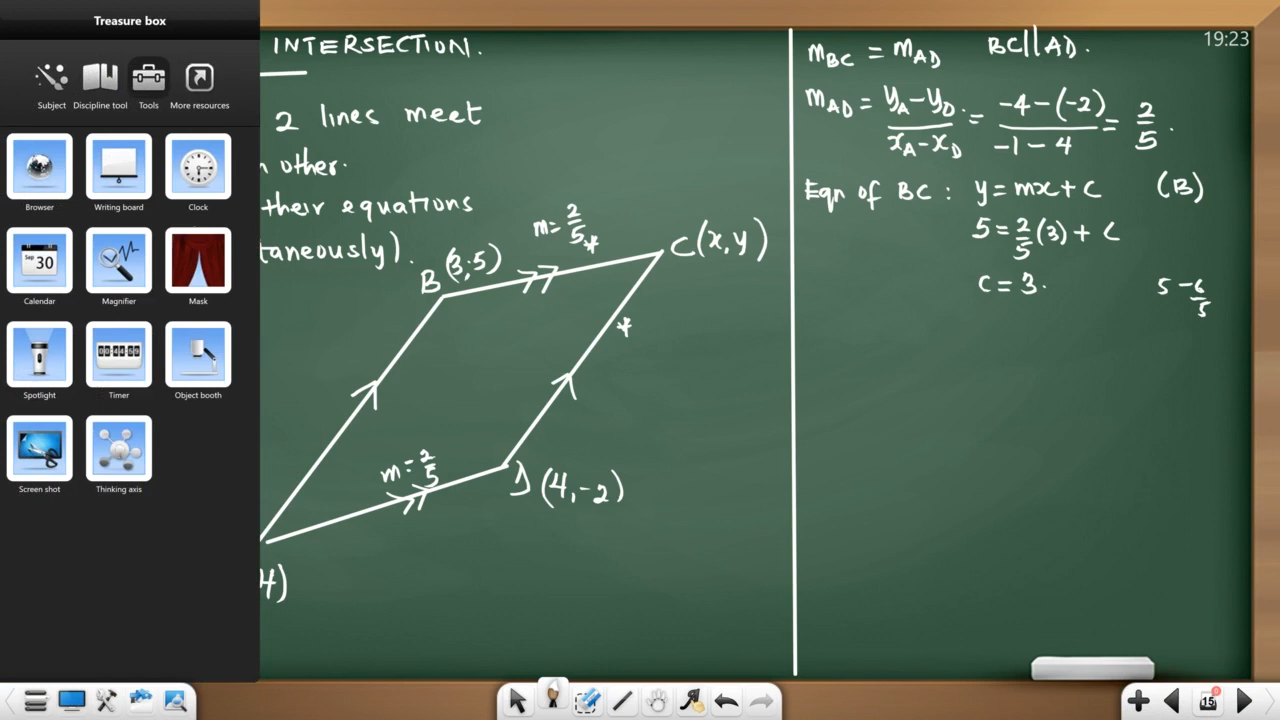 Treasure box
Subject
Discipline tool
Tools
More resources
Browser
Writing board
Clock
Sep 30
Calendar
Magnifier
Mask
Spotlight
Timer
Object booth
Screen shot
Thinking axis
INTERSECTION.
2 lines meet
other.
their equations
taneously).
m=2/5
B (3,5)
C(x,y)
m=2/5
D (4,-2)
4)
m_BC = m_AD BC||AD.
m_AD = (y_A-y_D)/(x_A-x_D) = (-4-(-2))/(-1-4) = 2/5.
Eqn of BC: y=mx+c (B)
5=2/5(3)+c
c=3. 5-6/5
19:23
15